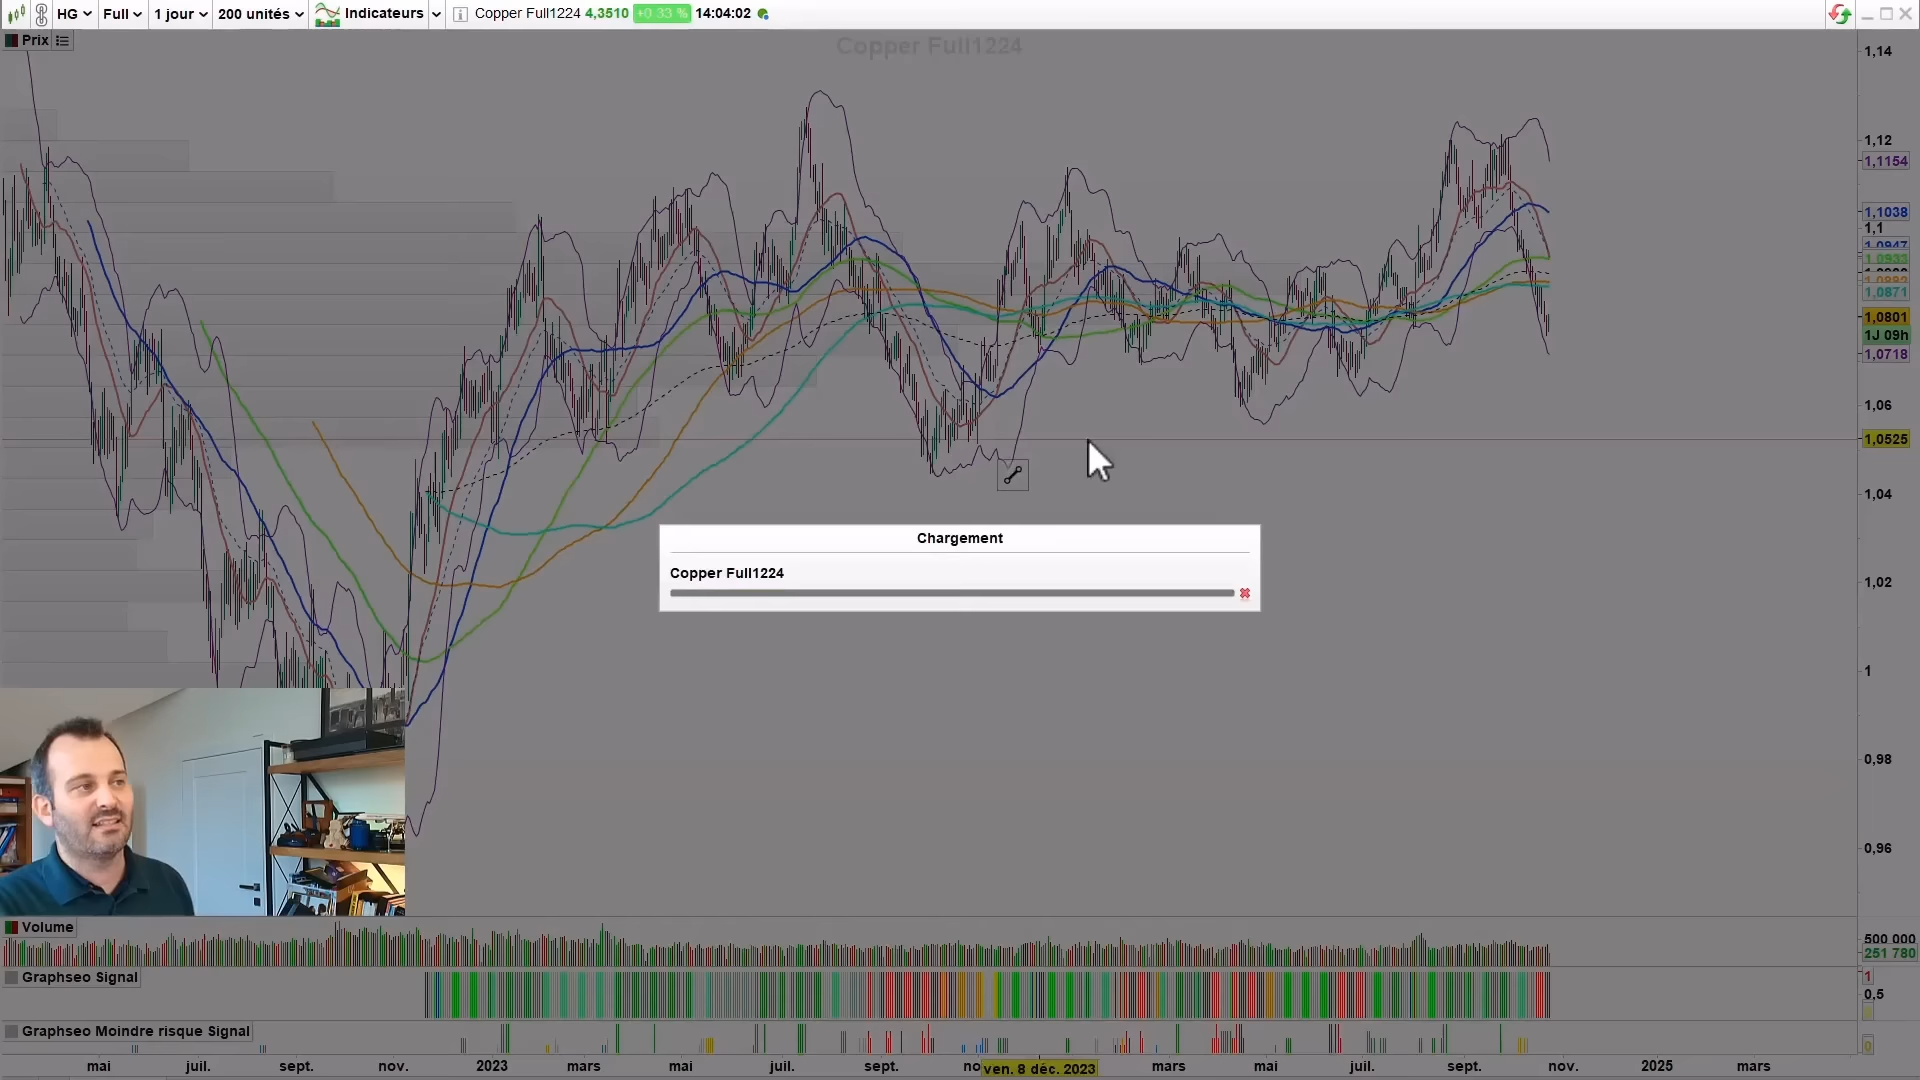 HG Full 1 jour 200 unités Indicateurs Copper Full1224 4,3510 +0.33 % 14:04:02
Prix
Copper Full1224
1,14
1,12
1,1154
1,1038
1,1
1,0947
1,0933
1,0871
1,0801
1J 09h
1,0718
1,06
1,0525
1,04
Chargement
Copper Full1224
1,02
1
0,98
0,96
Volume
500 000
251 780
Graphseo Signal
1
0,5
Graphseo Moindre risque Signal
0
mai juil. sept. nov. 2023 mars mai juil. sept. ven. 8 déc. 2023 mars mai juil. sept. nov. 2025 mars